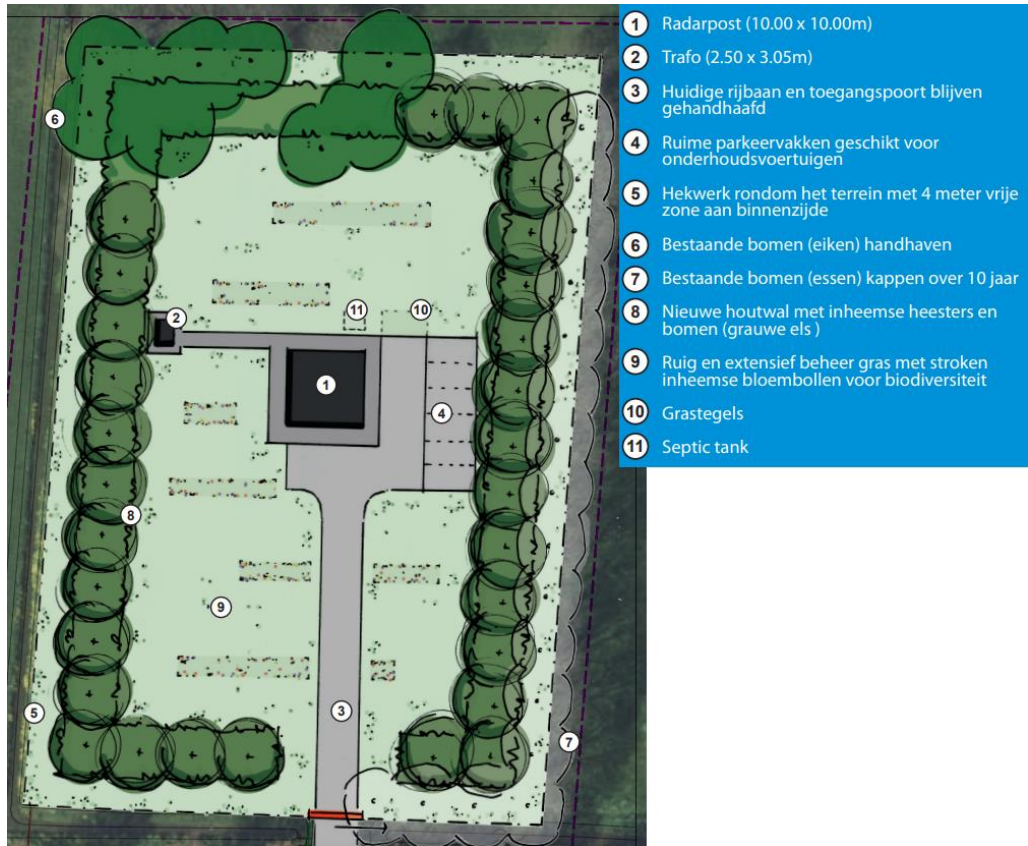 1 Radarpost (10.00 x 10.00m)
2 Trafo (2.50 x 3.05m)
3 Huidige rijbaan en toegangspoort blijven
gehandhaafd
4 Ruime parkeervakken geschikt voor
onderhoudsvoertuigen
5 Hekwerk rondom het terrein met 4 meter vrije
zone aan binnenzijde
6 Bestaande bomen (eiken) handhaven
7 Bestaande bomen (essen) kappen over 10 jaar
8 Nieuwe houtwal met inheemse heesters en
bomen (grauwe els )
9 Ruig en extensief beheer gras met stroken
inheemse bloembollen voor biodiversiteit
10 Grastegels
11 Septic tank
6
2
11
10
1
4
8
9
5
3
7